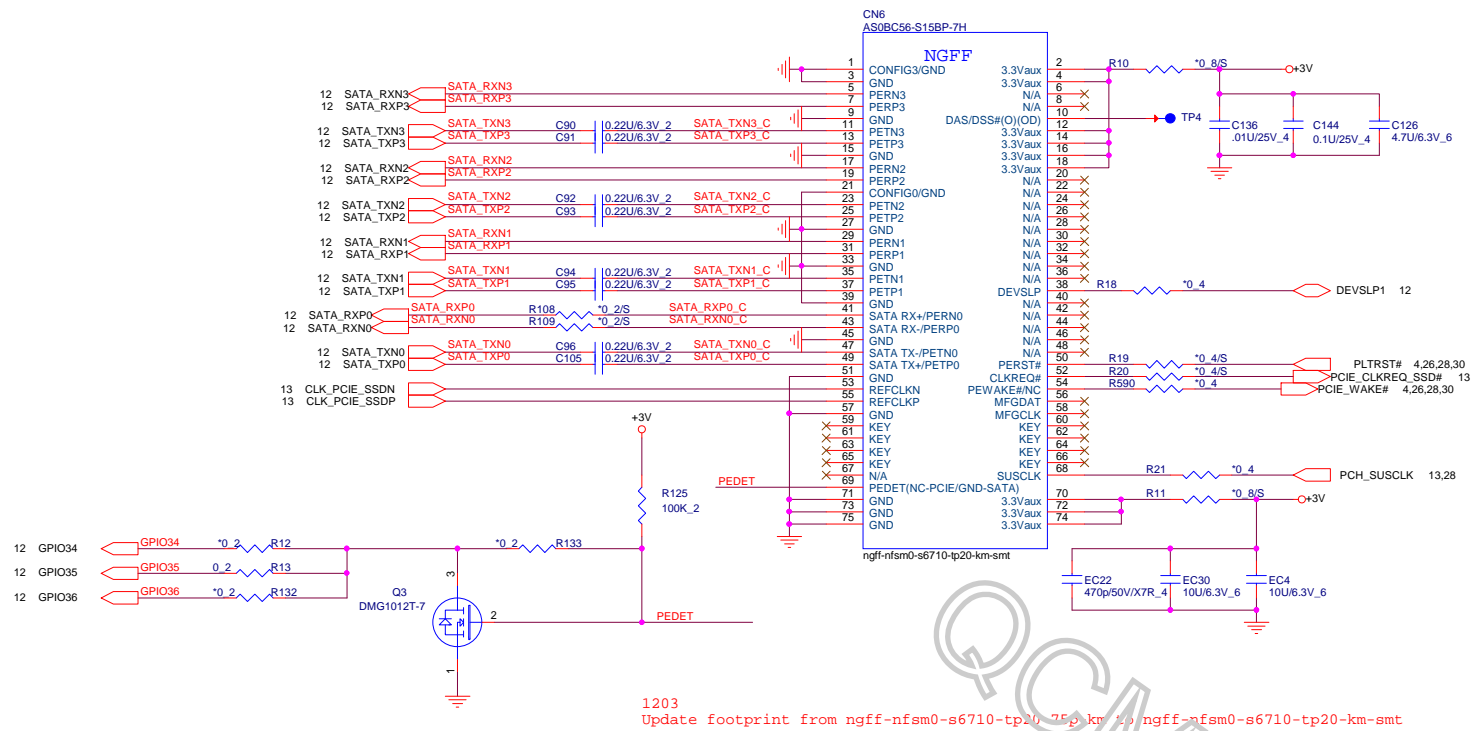 CN6
AS0BC56-S15BP-7H
NGFF
1 CONFIG3/GND
3 GND
5 PERN3
7 PERP3
9 GND
11 PETN3
13 PETP3
15 GND
17 PERN2
19 PERP2
21 CONFIG0/GND
23 PETN2
25 PETP2
27 GND
29 PERN1
31 PERP1
33 GND
35 PETN1
37 PETP1
39 GND
41 SATA RX+/PERN0
43 SATA RX-/PERP0
45 GND
47 SATA TX-/PETN0
49 SATA TX+/PETP0
51 GND
53 REFCLKN
55 REFCLKP
57 GND
59 KEY
61 KEY
63 KEY
65 KEY
67 N/A
69 PEDET(NC-PCIE/GND-SATA)
71 GND
73 GND
75 GND
3.3Vaux 2
3.3Vaux 4
N/A 6
N/A 8
DAS/DSS#(O)(OD) 10
3.3Vaux 12
3.3Vaux 14
3.3Vaux 16
3.3Vaux 18
N/A 20
N/A 22
N/A 24
N/A 26
N/A 28
N/A 30
N/A 32
N/A 34
N/A 36
DEVSLP 38
N/A 40
N/A 42
N/A 44
N/A 46
N/A 48
PERST# 50
CLKREQ# 52
PEWAKE#/NC 54
MFGDAT 56
MFGCLK 58
KEY 60
KEY 62
KEY 64
KEY 66
SUSCLK 68
3.3Vaux 70
3.3Vaux 72
3.3Vaux 74
ngff-nfsm0-s6710-tp20-km-smt
12 SATA_RXN3 SATA_RXN3
12 SATA_RXP3 SATA_RXP3
12 SATA_TXN3 SATA_TXN3 C90 0.22U/6.3V_2 SATA_TXN3_C
12 SATA_TXP3 SATA_TXP3 C91 0.22U/6.3V_2 SATA_TXP3_C
12 SATA_RXN2 SATA_RXN2
12 SATA_RXP2 SATA_RXP2
12 SATA_TXN2 SATA_TXN2 C92 0.22U/6.3V_2 SATA_TXN2_C
12 SATA_TXP2 SATA_TXP2 C93 0.22U/6.3V_2 SATA_TXP2_C
12 SATA_RXN1 SATA_RXN1
12 SATA_RXP1 SATA_RXP1
12 SATA_TXN1 SATA_TXN1 C94 0.22U/6.3V_2 SATA_TXN1_C
12 SATA_TXP1 SATA_TXP1 C95 0.22U/6.3V_2 SATA_TXP1_C
12 SATA_RXP0 SATA_RXP0 R108 *0_2/S SATA_RXP0_C
12 SATA_RXN0 SATA_RXN0 R109 *0_2/S SATA_RXN0_C
12 SATA_TXN0 SATA_TXN0 C96 0.22U/6.3V_2 SATA_TXN0_C
12 SATA_TXP0 SATA_TXP0 C105 0.22U/6.3V_2 SATA_TXP0_C
13 CLK_PCIE_SSDN
13 CLK_PCIE_SSDP
R10 *0_8/S +3V
TP4
C136 .01U/25V_4
C144 0.1U/25V_4
C126 4.7U/6.3V_6
R18 *0_4 DEVSLP1 12
R19 *0_4/S PLTRST# 4,26,28,30
R20 *0_4/S PCIE_CLKREQ_SSD# 13
R590 *0_4 PCIE_WAKE# 4,26,28,30
R21 *0_4 PCH_SUSCLK 13,28
R11 *0_8/S +3V
EC22 470p/50V/X7R_4
EC30 10U/6.3V_6
EC4 10U/6.3V_6
+3V
PEDET
R125
100K_2
12 GPIO34 GPIO34 *0_2 R12 *0_2 R133
12 GPIO35 GPIO35 0_2 R13
12 GPIO36 GPIO36 *0_2 R132
Q3
DMG1012T-7
3
2
1
PEDET
1203
Update footprint from ngff-nfsm0-s6710-tp20-75p-km to ngff-nfsm0-s6710-tp20-km-smt